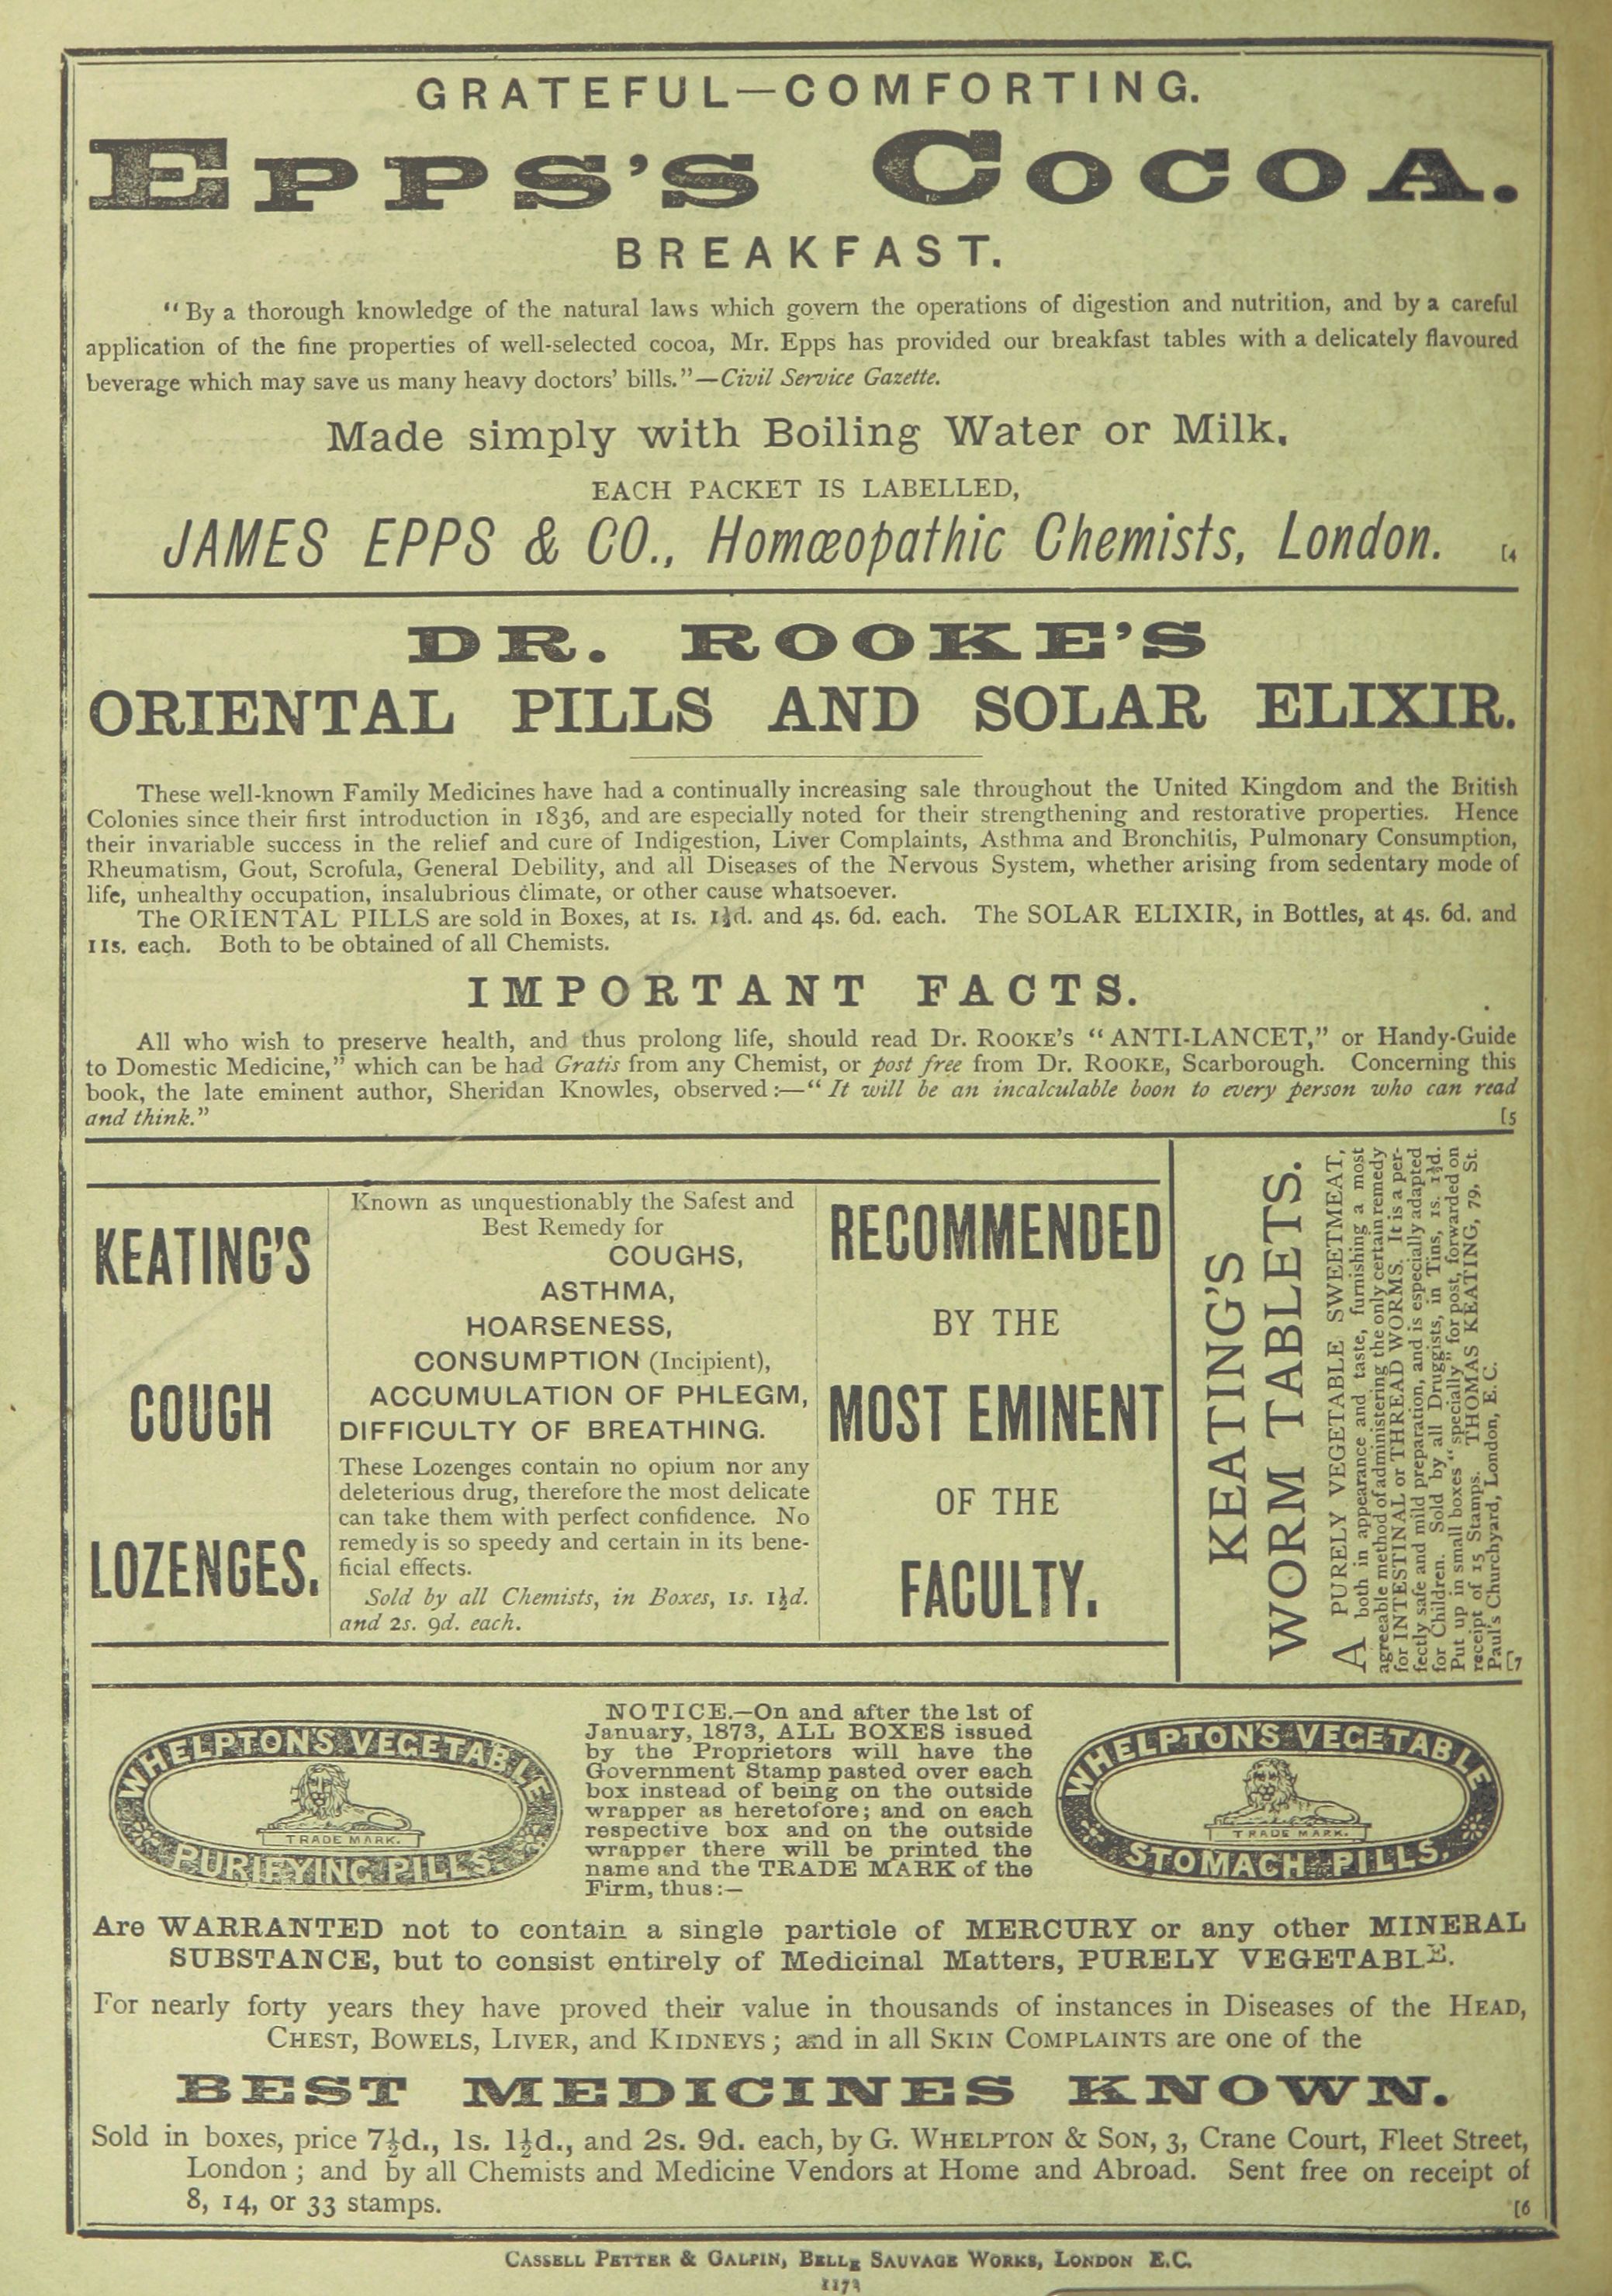 GRATEFUL—COMFORTING.
EPPS'S COCOA.
BREAKFAST.
"By a thorough knowledge of the natural laws which govern the operations of digestion and nutrition, and by a careful
application of the fine properties of well-selected cocoa, Mr. Epps has provided our breakfast tables with a delicately flavoured
beverage which may save us many heavy doctors' bills."—Civil Service Gazette.
Made simply with Boiling Water or Milk.
EACH PACKET IS LABELLED,
JAMES EPPS & CO., Homœopathic Chemists, London. [4
DR. ROOKE'S
ORIENTAL PILLS AND SOLAR ELIXIR.
These well-known Family Medicines have had a continually increasing sale throughout the United Kingdom and the British
Colonies since their first introduction in 1836, and are especially noted for their strengthening and restorative properties. Hence
their invariable success in the relief and cure of Indigestion, Liver Complaints, Asthma and Bronchitis, Pulmonary Consumption,
Rheumatism, Gout, Scrofula, General Debility, and all Diseases of the Nervous System, whether arising from sedentary mode of
life, unhealthy occupation, insalubrious climate, or other cause whatsoever.
The ORIENTAL PILLS are sold in Boxes, at 1s. 1½d. and 4s. 6d. each. The SOLAR ELIXIR, in Bottles, at 4s. 6d. and
11s. each. Both to be obtained of all Chemists.
IMPORTANT FACTS.
All who wish to preserve health, and thus prolong life, should read Dr. ROOKE'S "ANTI-LANCET," or Handy-Guide
to Domestic Medicine," which can be had Gratis from any Chemist, or post free from Dr. ROOKE, Scarborough. Concerning this
book, the late eminent author, Sheridan Knowles, observed:—"It will be an incalculable boon to every person who can read
and think." [5
KEATING'S
COUGH
LOZENGES.
Known as unquestionably the Safest and
Best Remedy for
COUGHS,
ASTHMA,
HOARSENESS,
CONSUMPTION (Incipient),
ACCUMULATION OF PHLEGM,
DIFFICULTY OF BREATHING.
These Lozenges contain no opium nor any
deleterious drug, therefore the most delicate
can take them with perfect confidence. No
remedy is so speedy and certain in its bene-
ficial effects.
Sold by all Chemists, in Boxes, 1s. 1½d.
and 2s. 9d. each.
RECOMMENDED
BY THE
MOST EMINENT
OF THE
FACULTY.
KEATING'S
WORM TABLETS.
A PURELY VEGETABLE SWEETMEAT,
both in appearance and taste, furnishing a most
agreeable method of administering the only certain remedy
for INTESTINAL or THREAD WORMS. It is a per-
fectly safe and mild preparation, and is especially adapted
for Children. Sold by all Druggists, in Tins, 1s. 1½d.
Put up in small boxes "specially" for post, forwarded on
receipt of 15 Stamps. THOMAS KEATING, 79, St.
Paul's Churchyard, London, E.C.
[7
WHELPTON'S VEGETABLE
TRADE MARK.
PURIFYING PILLS.
NOTICE.—On and after the 1st of
January, 1873, ALL BOXES issued
by the Proprietors will have the
Government Stamp pasted over each
box instead of being on the outside
wrapper as heretofore; and on each
respective box and on the outside
wrapper there will be printed the
name and the TRADE MARK of the
Firm, thus:—
WHELPTON'S VEGETABLE
TRADE MARK.
STOMACH PILLS.
Are WARRANTED not to contain a single particle of MERCURY or any other MINERAL
SUBSTANCE, but to consist entirely of Medicinal Matters, PURELY VEGETABLE.
For nearly forty years they have proved their value in thousands of instances in Diseases of the HEAD,
CHEST, BOWELS, LIVER, and KIDNEYS; and in all SKIN COMPLAINTS are one of the
BEST MEDICINES KNOWN.
Sold in boxes, price 7½d., 1s. 1½d., and 2s. 9d. each, by G. WHELPTON & SON, 3, Crane Court, Fleet Street,
London; and by all Chemists and Medicine Vendors at Home and Abroad. Sent free on receipt of
8, 14, or 33 stamps. [6
CASSELL PETTER & GALPIN, BELLE SAUVAGE WORKS, LONDON E.C.